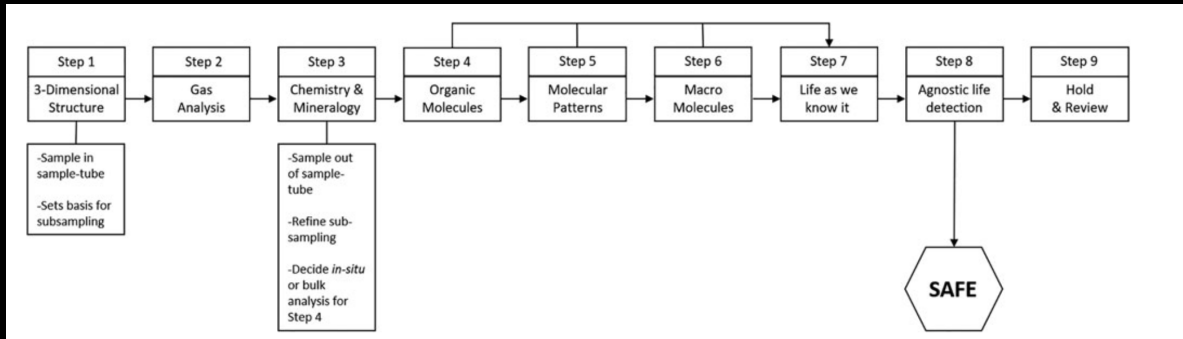 Step 1
3-Dimensional
Structure
-Sample in
sample-tube
-Sets basis for
subsampling
Step 2
Gas
Analysis
Step 3
Chemistry &
Mineralogy
-Sample out
of sample-
tube
-Refine sub-
sampling
-Decide in-situ
or bulk
analysis for
Step 4
Step 4
Organic
Molecules
Step 5
Molecular
Patterns
Step 6
Macro
Molecules
Step 7
Life as we
know it
Step 8
Agnostic life
detection
SAFE
Step 9
Hold
& Review